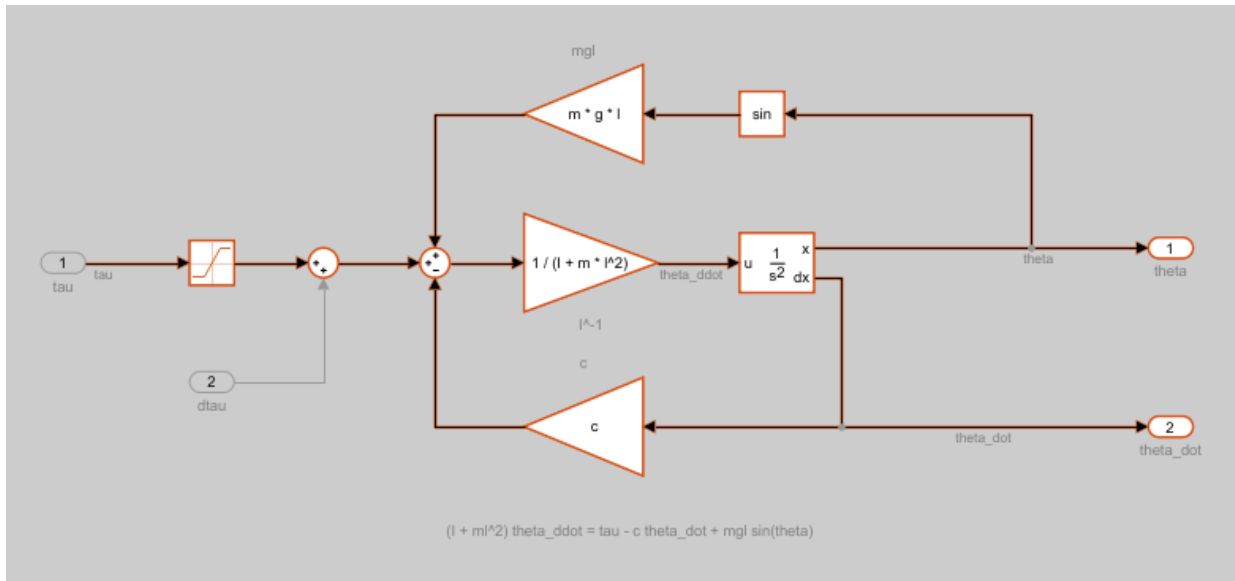 mgl
m * g * l
sin
1
tau
tau
+
+
+
+
-
1 / (I + m * l^2)
theta_ddot
u
1
s2
x
dx
theta
1
theta
I^-1
2
dtau
c
c
theta_dot
2
theta_dot
(I + ml^2) theta_ddot = tau - c theta_dot + mgl sin(theta)